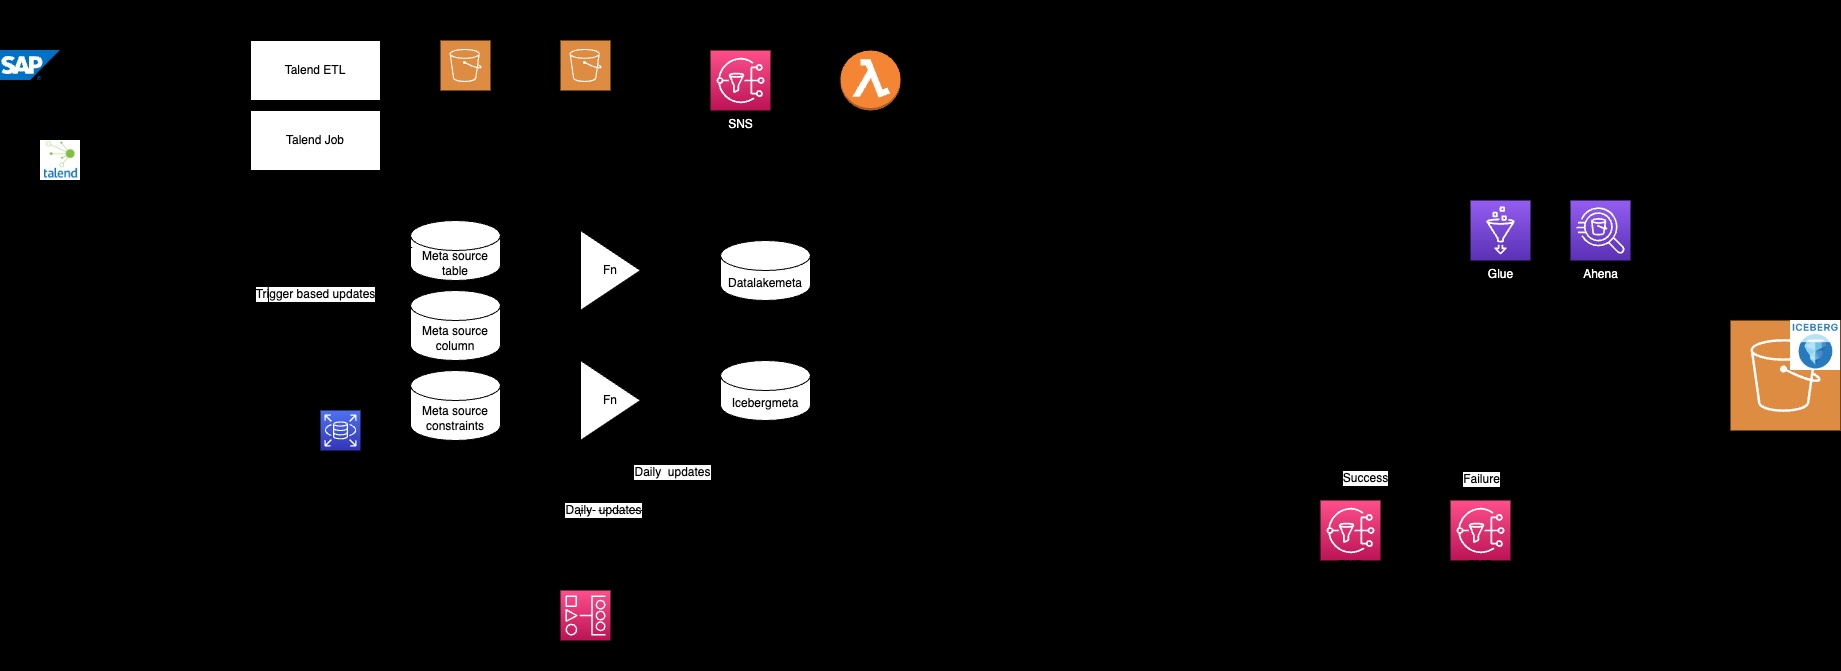 SAP
Talend ETL
Talend Job
SNS
talend
Meta source
table
Fn
Datalakemeta
Glue
Ahena
Trigger based updates
Meta source
column
ICEBERG
Meta source
constraints
Fn
Icebergmeta
Daily updates
Success
Failure
Daily- updates